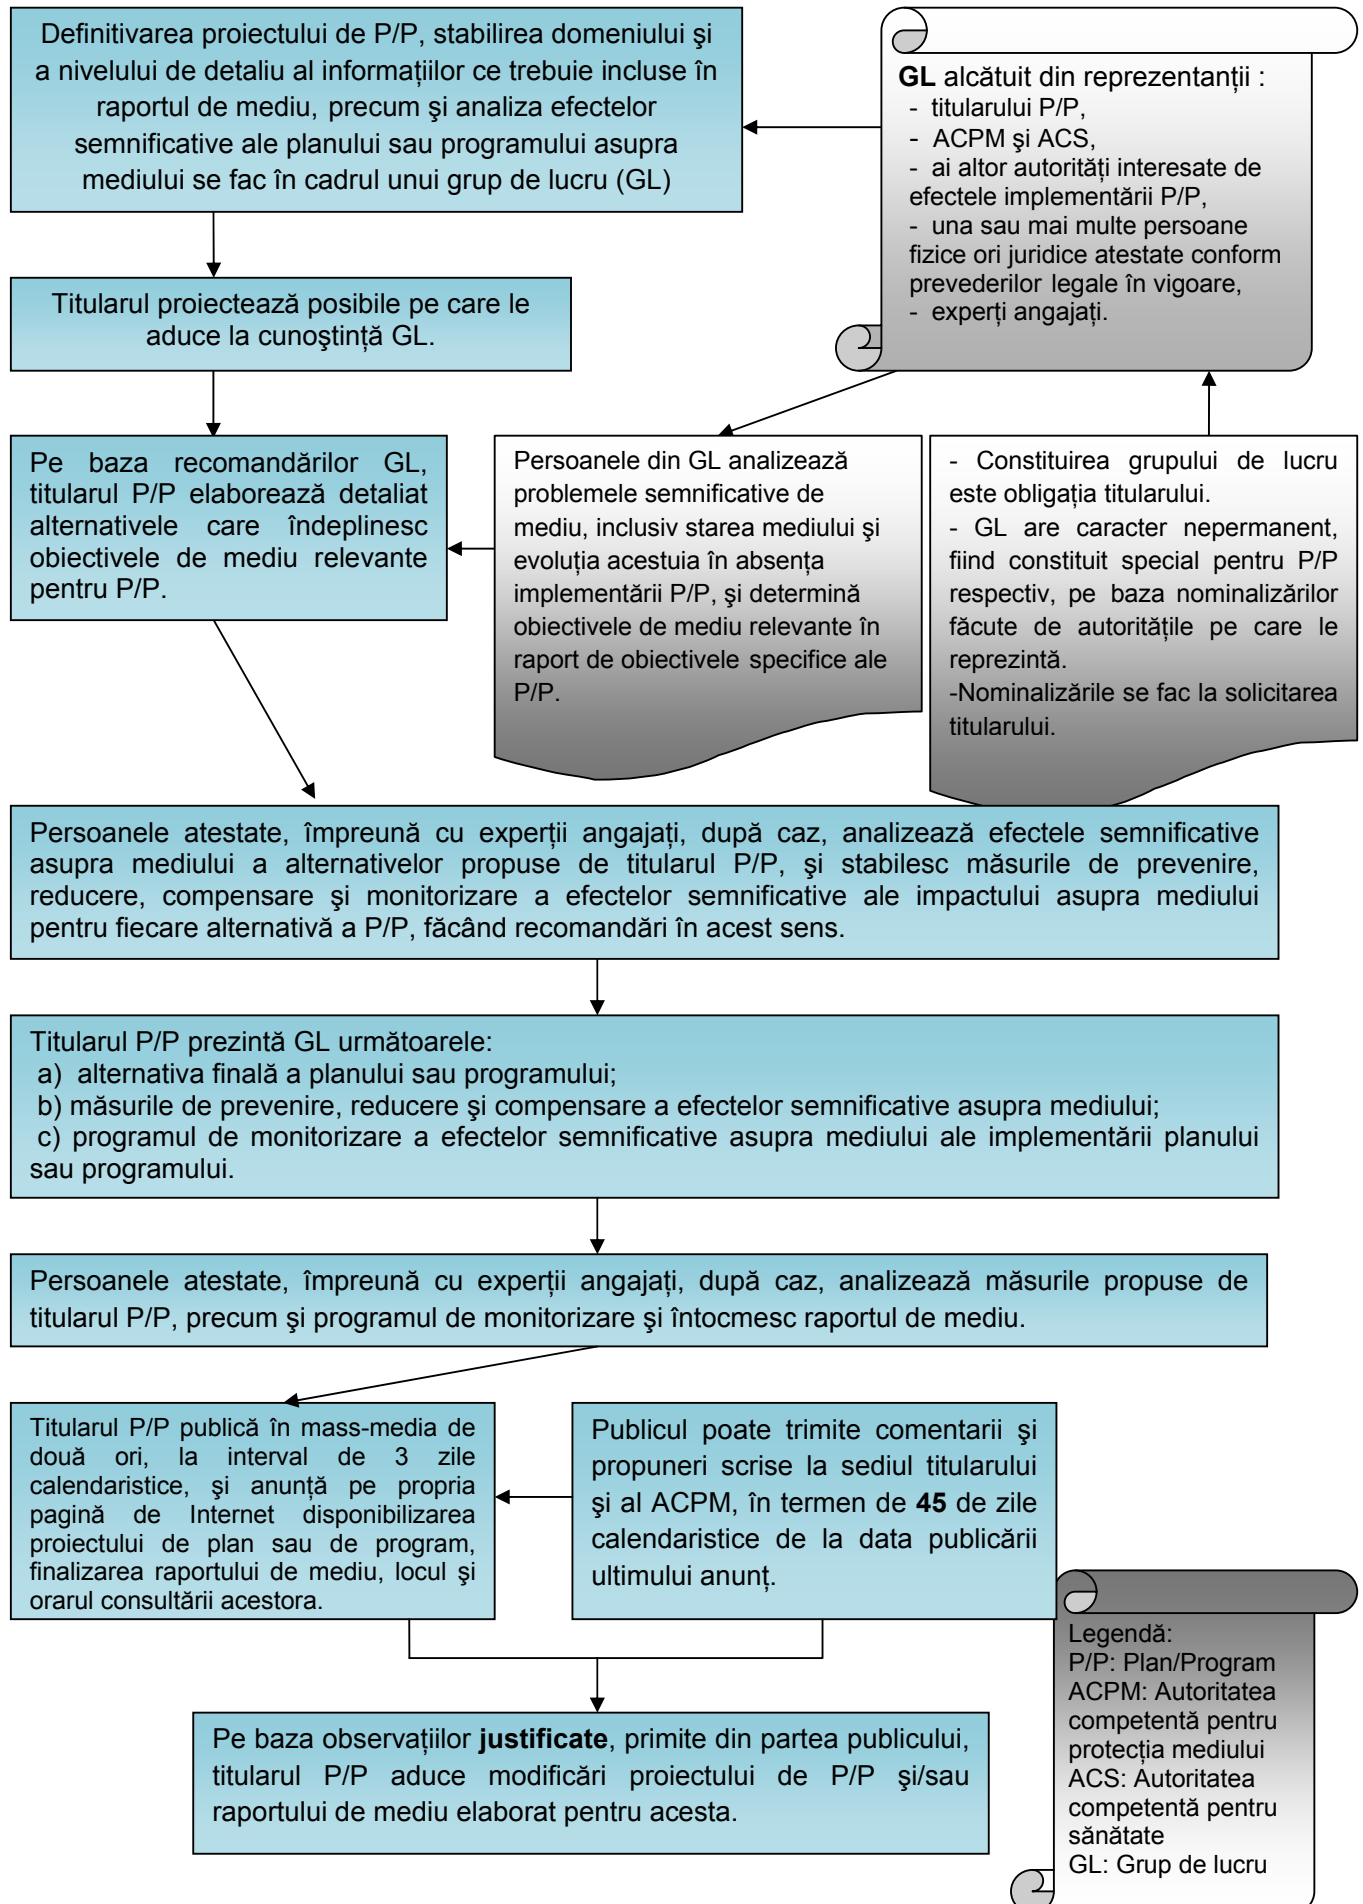 Definitivarea proiectului de P/P, stabilirea domeniului şi
a nivelului de detaliu al informațiilor ce trebuie incluse în
raportul de mediu, precum şi analiza efectelor
semnificative ale planului sau programului asupra
mediului se fac în cadrul unui grup de lucru (GL)
GL alcătuit din reprezentanții :
- titularului P/P,
- ACPM şi ACS,
- ai altor autorități interesate de
efectele implementării P/P,
- una sau mai multe persoane
fizice ori juridice atestate conform
prevederilor legale în vigoare,
- experți angajați.
Titularul proiectează posibile pe care le
aduce la cunoştință GL.
Pe baza recomandărilor GL,
titularul P/P elaborează detaliat
alternativele care îndeplinesc
obiectivele de mediu relevante
pentru P/P.
Persoanele din GL analizează
problemele semnificative de
mediu, inclusiv starea mediului şi
evoluția acestuia în absența
implementării P/P, şi determină
obiectivele de mediu relevante în
raport de obiectivele specifice ale
P/P.
- Constituirea grupului de lucru
este obligația titularului.
- GL are caracter nepermanent,
fiind constituit special pentru P/P
respectiv, pe baza nominalizărilor
făcute de autoritățile pe care le
reprezintă.
-Nominalizările se fac la solicitarea
titularului.
Persoanele atestate, împreună cu experții angajați, după caz, analizează efectele semnificative
asupra mediului a alternativelor propuse de titularul P/P, şi stabilesc măsurile de prevenire,
reducere, compensare şi monitorizare a efectelor semnificative ale impactului asupra mediului
pentru fiecare alternativă a P/P, făcând recomandări în acest sens.
Titularul P/P prezintă GL următoarele:
a) alternativa finală a planului sau programului;
b) măsurile de prevenire, reducere şi compensare a efectelor semnificative asupra mediului;
c) programul de monitorizare a efectelor semnificative asupra mediului ale implementării planului
sau programului.
Persoanele atestate, împreună cu experții angajați, după caz, analizează măsurile propuse de
titularul P/P, precum şi programul de monitorizare şi întocmesc raportul de mediu.
Titularul P/P publică în mass-media de
două ori, la interval de 3 zile
calendaristice, şi anunță pe propria
pagină de Internet disponibilizarea
proiectului de plan sau de program,
finalizarea raportului de mediu, locul şi
orarul consultării acestora.
Publicul poate trimite comentarii şi
propuneri scrise la sediul titularului
şi al ACPM, în termen de 45 de zile
calendaristice de la data publicării
ultimului anunț.
Legendă:
P/P: Plan/Program
ACPM: Autoritatea
competentă pentru
protecția mediului
ACS: Autoritatea
competentă pentru
sănătate
GL: Grup de lucru
Pe baza observațiilor justificate, primite din partea publicului,
titularul P/P aduce modificări proiectului de P/P şi/sau
raportului de mediu elaborat pentru acesta.